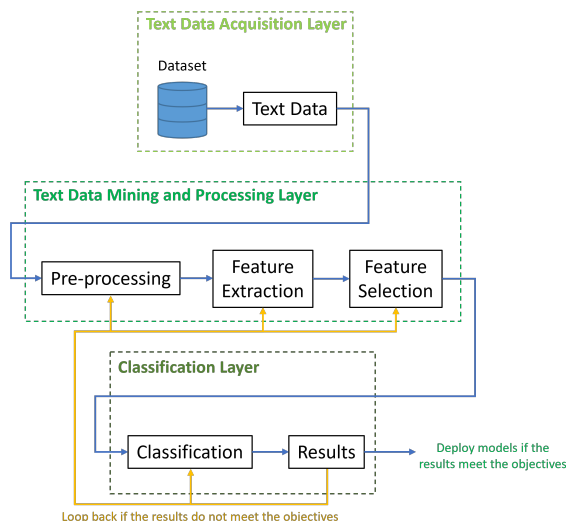 Text Data Acquisition Layer
Dataset
Text Data
Text Data Mining and Processing Layer
Pre-processing
Feature
Extraction
Feature
Selection
Classification Layer
Classification
Results
Deploy models if the
results meet the objectives
Loop back if the results do not meet the objectives